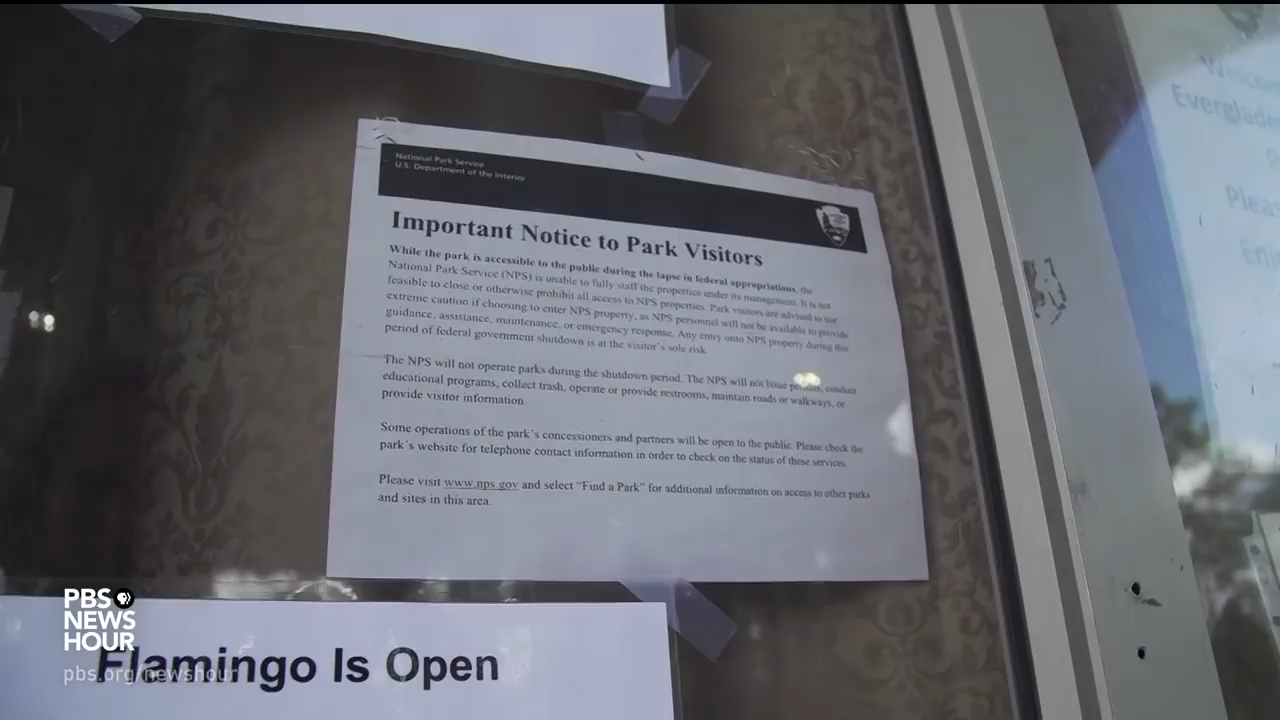 National Park Service
U.S. Department of the Interior
Important Notice to Park Visitors
While the park is accessible to the public during the lapse in federal appropriations, the
National Park Service (NPS) is unable to fully staff the properties under its management. It is not
feasible to close or otherwise prohibit all access to NPS properties. Park visitors are advised to use
extreme caution if choosing to enter NPS property, as NPS personnel will not be available to provide
guidance, assistance, maintenance, or emergency response. Any entry onto NPS property during this
period of federal government shutdown is at the visitor's sole risk.
The NPS will not operate parks during the shutdown period. The NPS will not issue permits, conduct
educational programs, collect trash, operate or provide restrooms, maintain roads or walkways, or
provide visitor information.
Some operations of the park's concessioners and partners will be open to the public. Please check the
park's website for telephone contact information in order to check on the status of these services.
Please visit www.nps.gov and select "Find a Park" for additional information on access to other parks
and sites in this area.
Flamingo Is Open
PBS
NEWS
HOUR
pbs.org/newshour